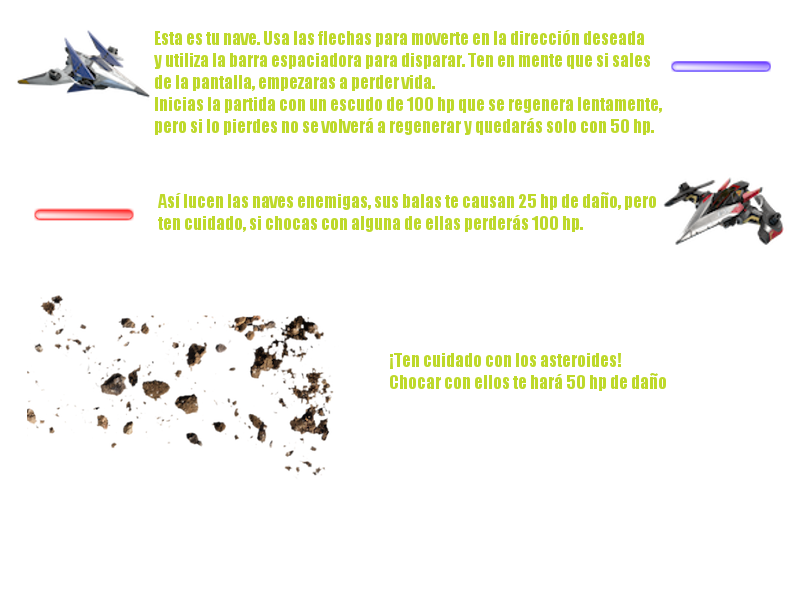 Esta es tu nave. Usa las flechas para moverte en la dirección deseada
y utiliza la barra espaciadora para disparar. Ten en mente que si sales
de la pantalla, empezaras a perder vida.
Inicias la partida con un escudo de 100 hp que se regenera lentamente,
pero si lo pierdes no se volverá a regenerar y quedarás solo con 50 hp.
Así lucen las naves enemigas, sus balas te causan 25 hp de daño, pero
ten cuidado, si chocas con alguna de ellas perderás 100 hp.
¡Ten cuidado con los asteroides!
Chocar con ellos te hará 50 hp de daño